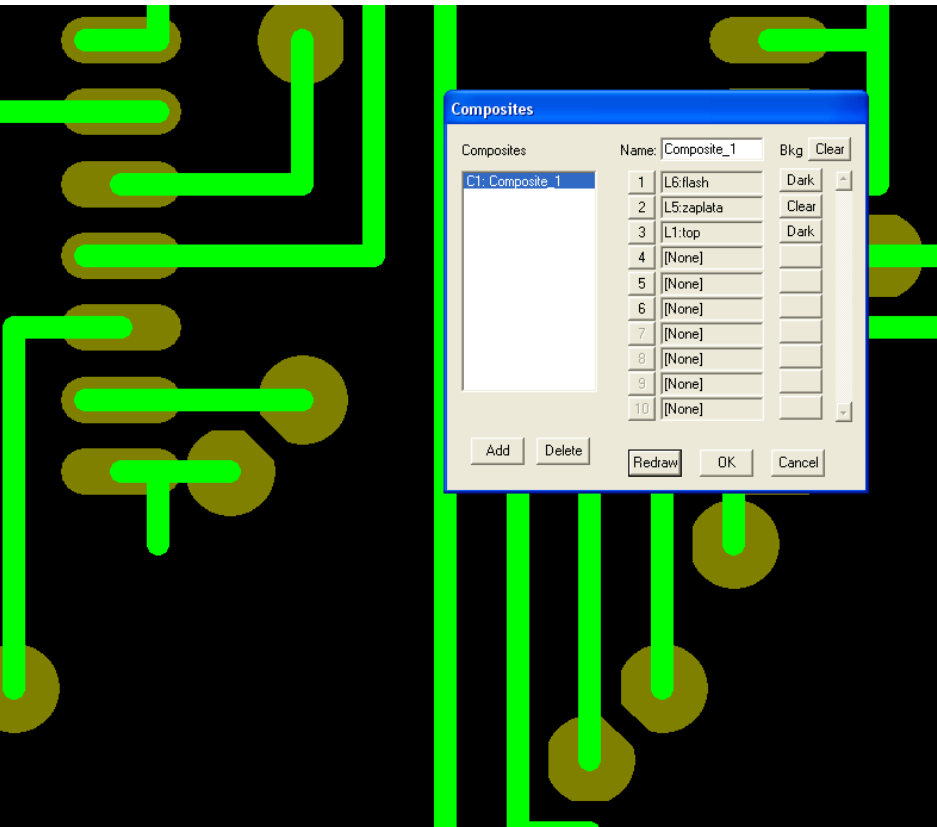 Composites
Composites Name: Composite_1 Bkg Clear
C1: Composite_1 1 L6:flash Dark
2 L5:zaplata Clear
3 L1:top Dark
4 [None]
5 [None]
6 [None]
7 [None]
8 [None]
9 [None]
10 [None]
Add Delete Redraw OK Cancel